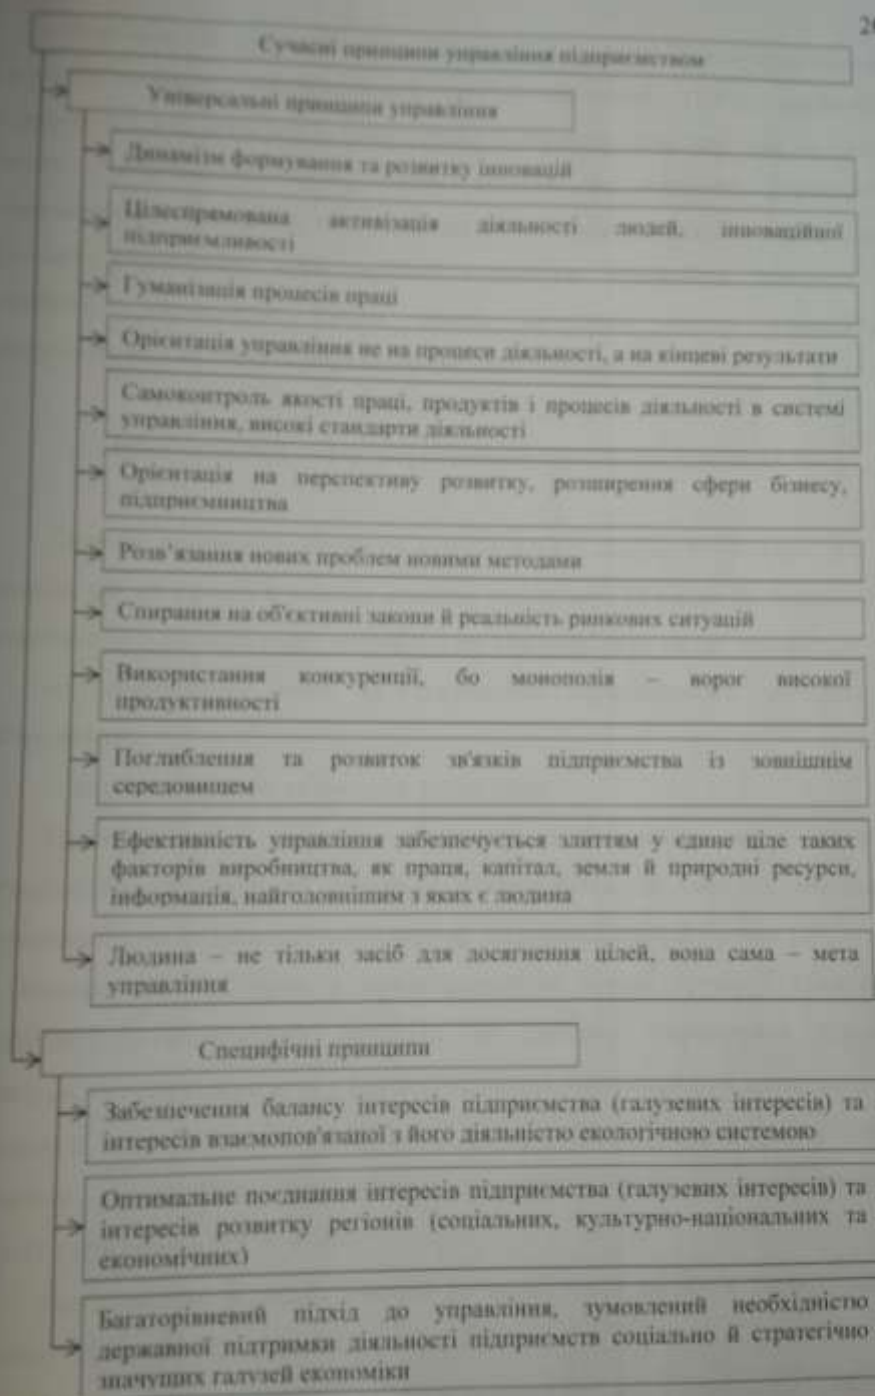 20
Сучасні принципи управління підприємством
Універсальні принципи управління
Динамізм формування та розвитку інновацій
Цілеспрямована активізація діяльності людей, інноваційної
підприємливості
Гуманізація процесів праці
Орієнтація управління не на процеси діяльності, а на кінцеві результати
Самоконтроль якості праці, продуктів і процесів діяльності в системі
управління, високі стандарти діяльності
Орієнтація на перспективу розвитку, розширення сфери бізнесу,
підприємництва
Розв’язання нових проблем новими методами
Спирання на об'єктивні закони й реальність ринкових ситуацій
Використання конкуренції, бо монополія – ворог високої
продуктивності
Поглиблення та розвиток зв'язків підприємства із зовнішнім
середовищем
Ефективність управління забезпечується злиттям у єдине ціле таких
факторів виробництва, як праця, капітал, земля й природні ресурси,
інформація, найголовнішим з яких є людина
Людина – не тільки засіб для досягнення цілей, вона сама – мета
управління
Специфічні принципи
Забезпечення балансу інтересів підприємства (галузевих інтересів) та
інтересів взаємопов'язаної з його діяльністю екологічною системою
Оптимальне поєднання інтересів підприємства (галузевих інтересів) та
інтересів розвитку регіонів (соціальних, культурно-національних та
економічних)
Багаторівневий підхід до управління, зумовлений необхідністю
державної підтримки діяльності підприємств соціально й стратегічно
значущих галузей економіки